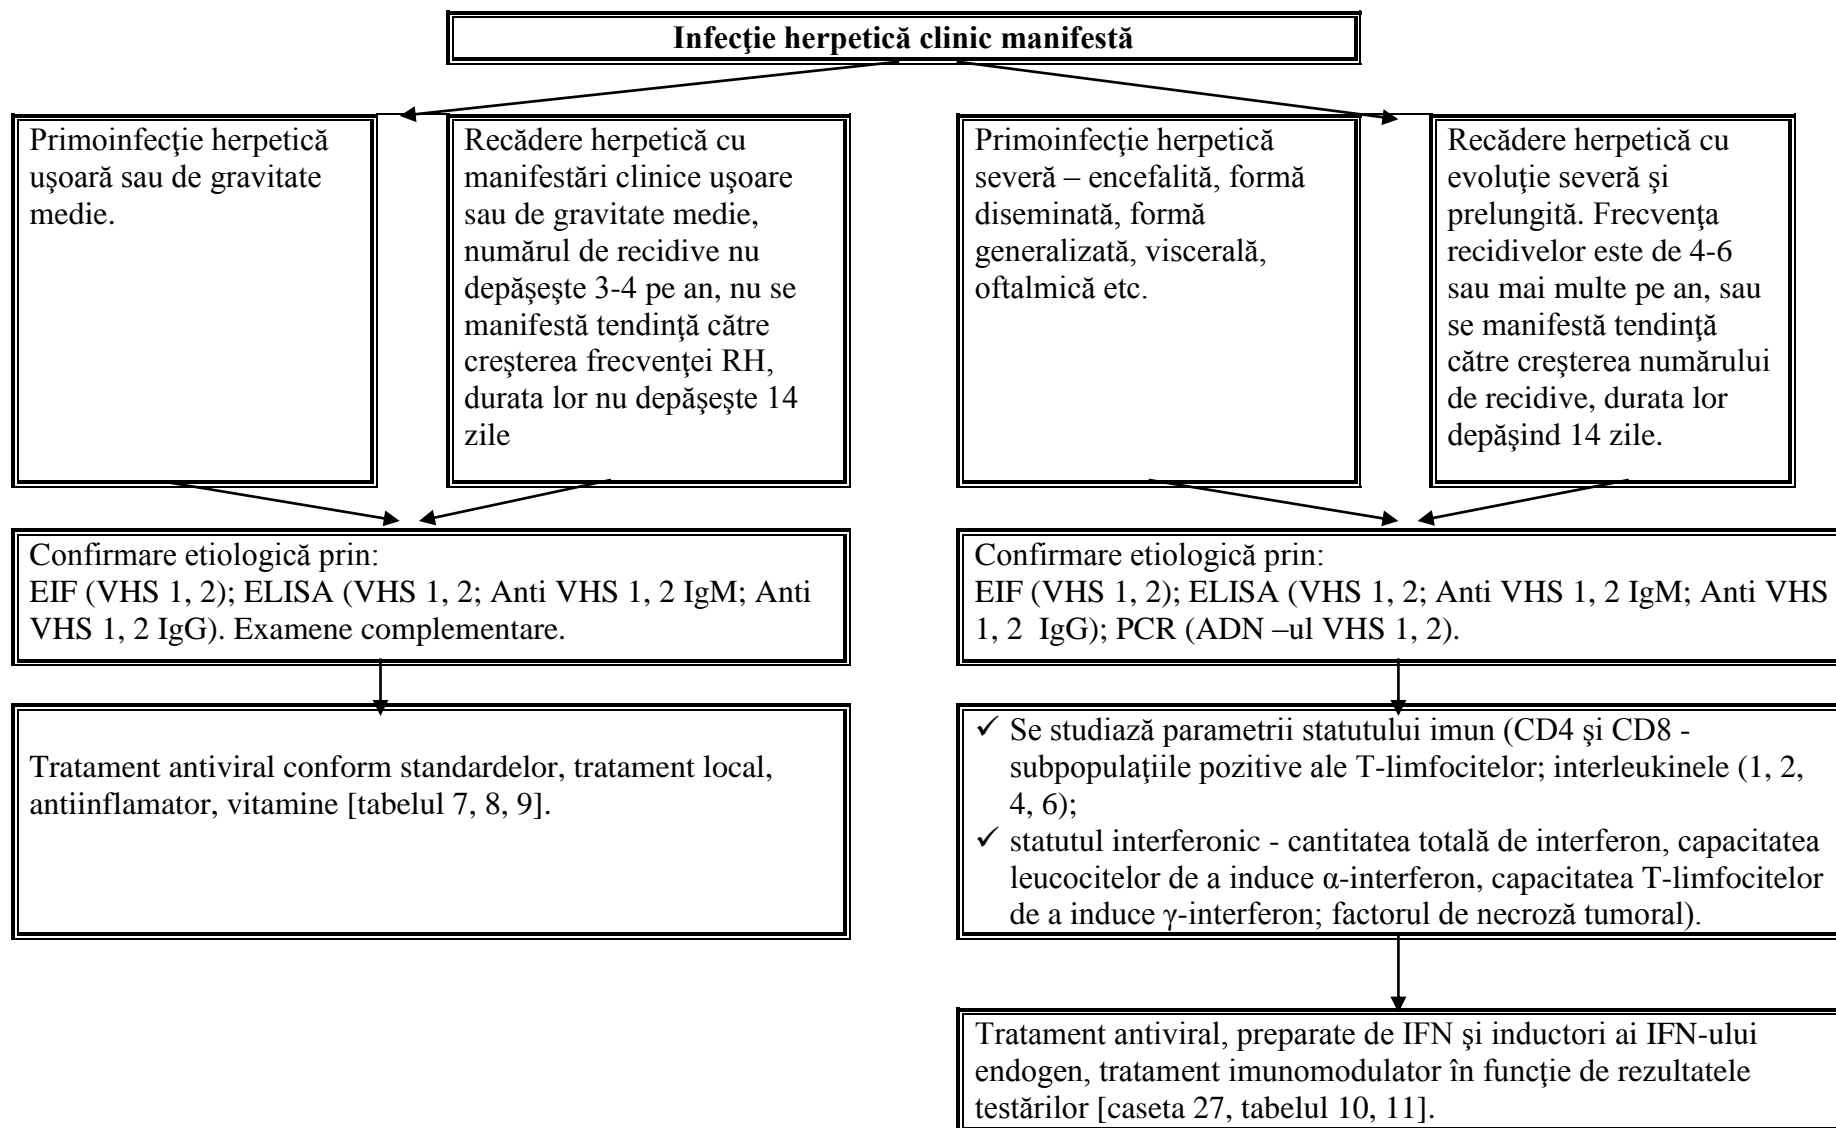 Infecţie herpetică clinic manifestă
Primoinfecţie herpetică
uşoară sau de gravitate
medie.
Recădere herpetică cu
manifestări clinice uşoare
sau de gravitate medie,
numărul de recidive nu
depăşeşte 3-4 pe an, nu se
manifestă tendinţă către
creşterea frecvenţei RH,
durata lor nu depăşeşte 14
zile
Primoinfecţie herpetică
severă – encefalită, formă
diseminată, formă
generalizată, viscerală,
oftalmică etc.
Recădere herpetică cu
evoluţie severă şi
prelungită. Frecvenţa
recidivelor este de 4-6
sau mai multe pe an, sau
se manifestă tendinţă
către creşterea numărului
de recidive, durata lor
depăşind 14 zile.
Confirmare etiologică prin:
EIF (VHS 1, 2); ELISA (VHS 1, 2; Anti VHS 1, 2 IgM; Anti
VHS 1, 2 IgG). Examene complementare.
Confirmare etiologică prin:
EIF (VHS 1, 2); ELISA (VHS 1, 2; Anti VHS 1, 2 IgM; Anti VHS
1, 2 IgG); PCR (ADN –ul VHS 1, 2).
Tratament antiviral conform standardelor, tratament local,
antiinflamator, vitamine [tabelul 7, 8, 9].
✓ Se studiază parametrii statutului imun (CD4 şi CD8 -
subpopulaţiile pozitive ale T-limfocitelor; interleukinele (1, 2,
4, 6);
✓ statutul interferonic - cantitatea totală de interferon, capacitatea
leucocitelor de a induce α-interferon, capacitatea T-limfocitelor
de a induce γ-interferon; factorul de necroză tumoral).
Tratament antiviral, preparate de IFN şi inductori ai IFN-ului
endogen, tratament imunomodulator în funcţie de rezultatele
testărilor [caseta 27, tabelul 10, 11].